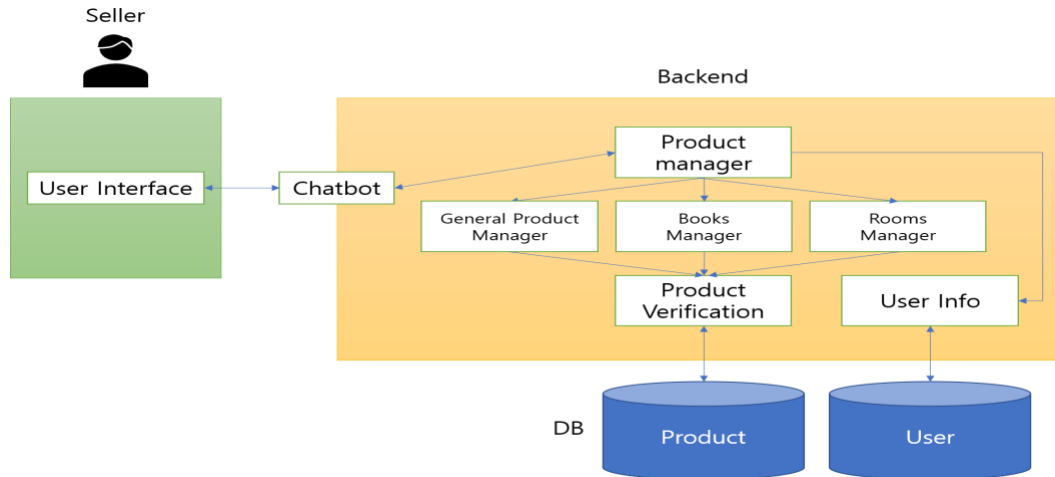 Seller
Backend
Product
manager
User Interface
Chatbot
General Product
Manager
Books
Manager
Rooms
Manager
Product
Verification
User Info
DB
Product
User